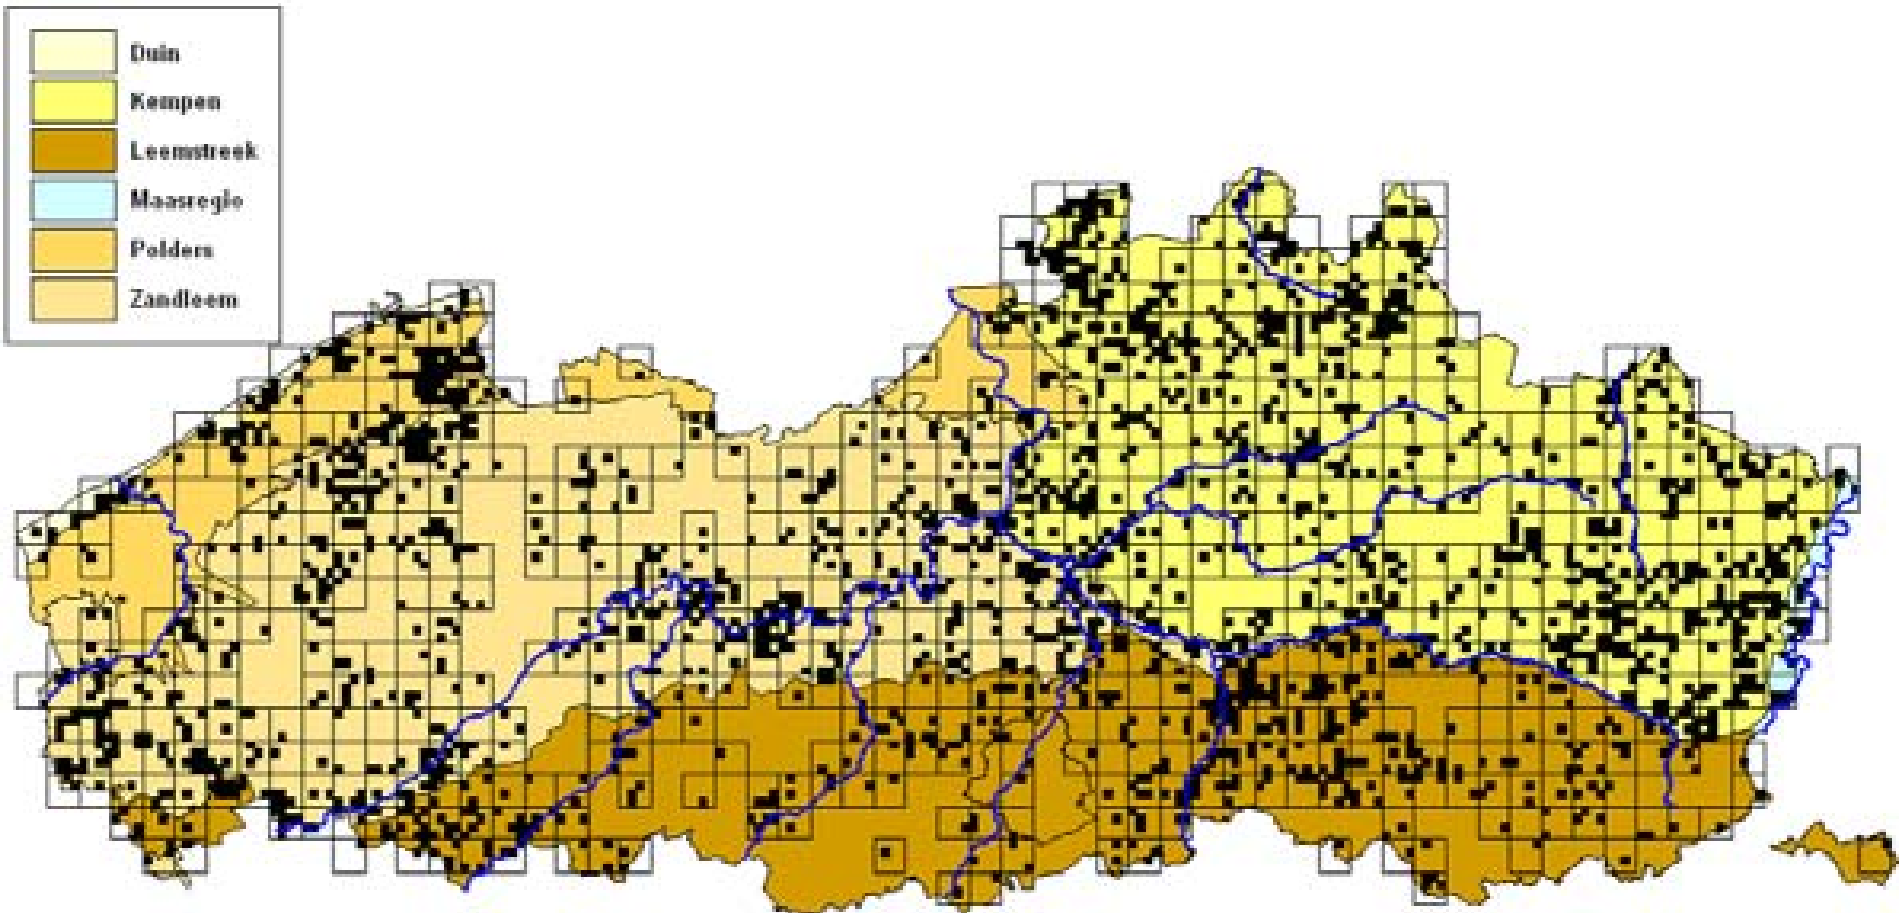 Duin
Kempen
Leemstreek
Maasregio
Polders
Zandleem